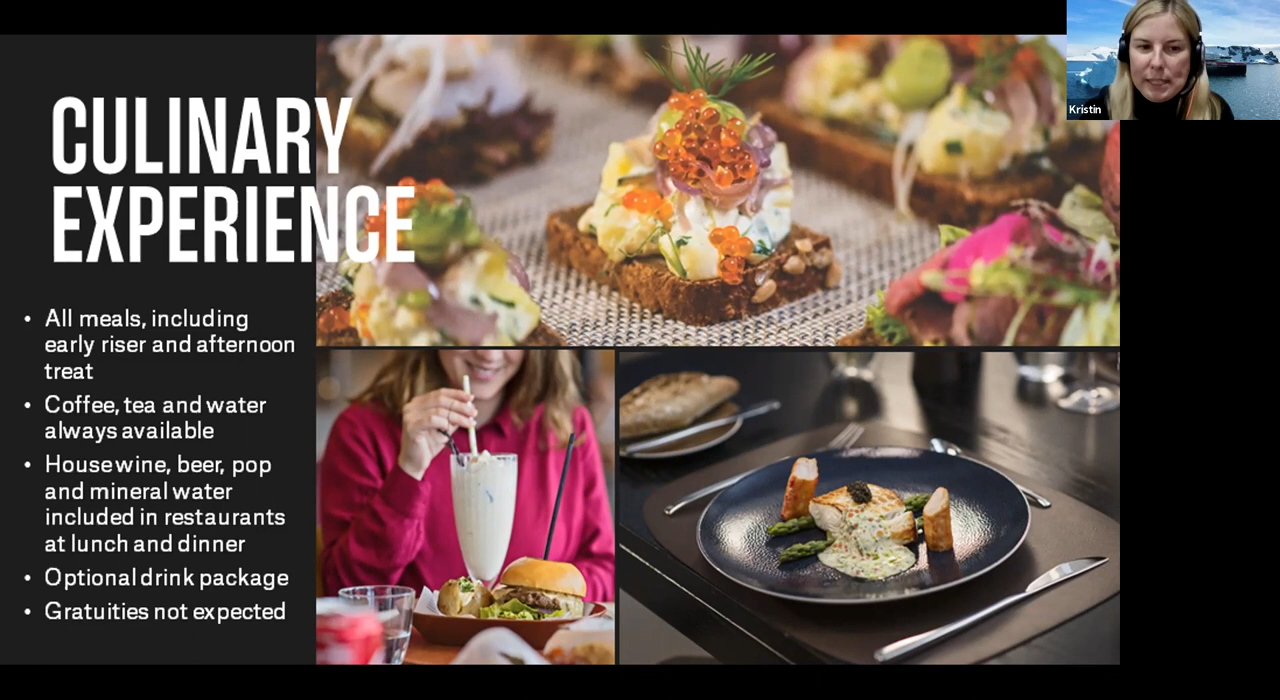 CULINARY
EXPERIENCE
• All meals, including
early riser and afternoon
treat
• Coffee, tea and water
always available
• House wine, beer, pop
and mineral water
included in restaurants
at lunch and dinner
• Optional drink package
• Gratuities not expected
Kristin